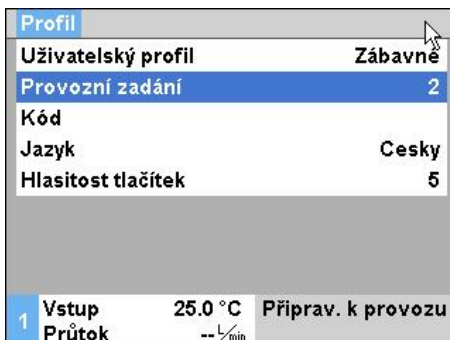 Profil
Uživatelský profil Zábavné
Provozní zadání 2
Kód
Jazyk Cesky
Hlasitost tlačítek 5
1 Vstup 25.0 °C Připrav. k provozu
Průtok -- L/min